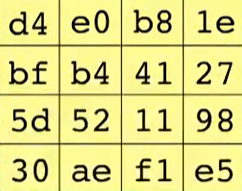 d4 e0 b8 1e
bf b4 41 27
5d 52 11 98
30 ae f1 e5